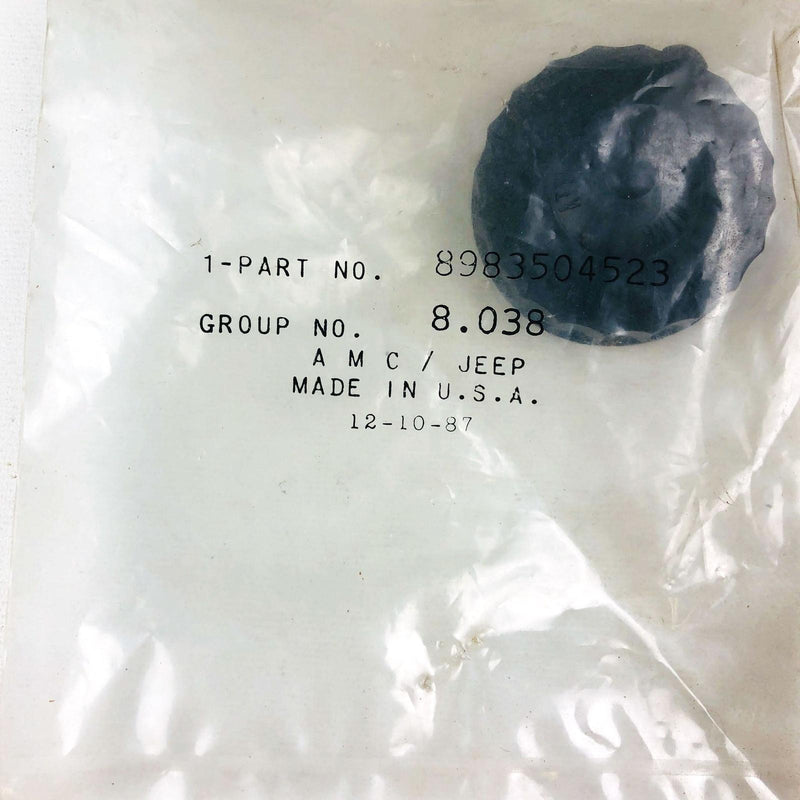 1-PART NO. 8983504523
GROUP NO. 8.038
A M C / JEEP
MADE IN U.S.A.
12-10-87